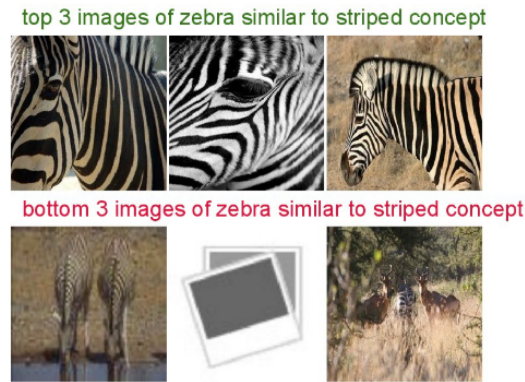 top 3 images of zebra similar to striped concept
bottom 3 images of zebra similar to striped concept